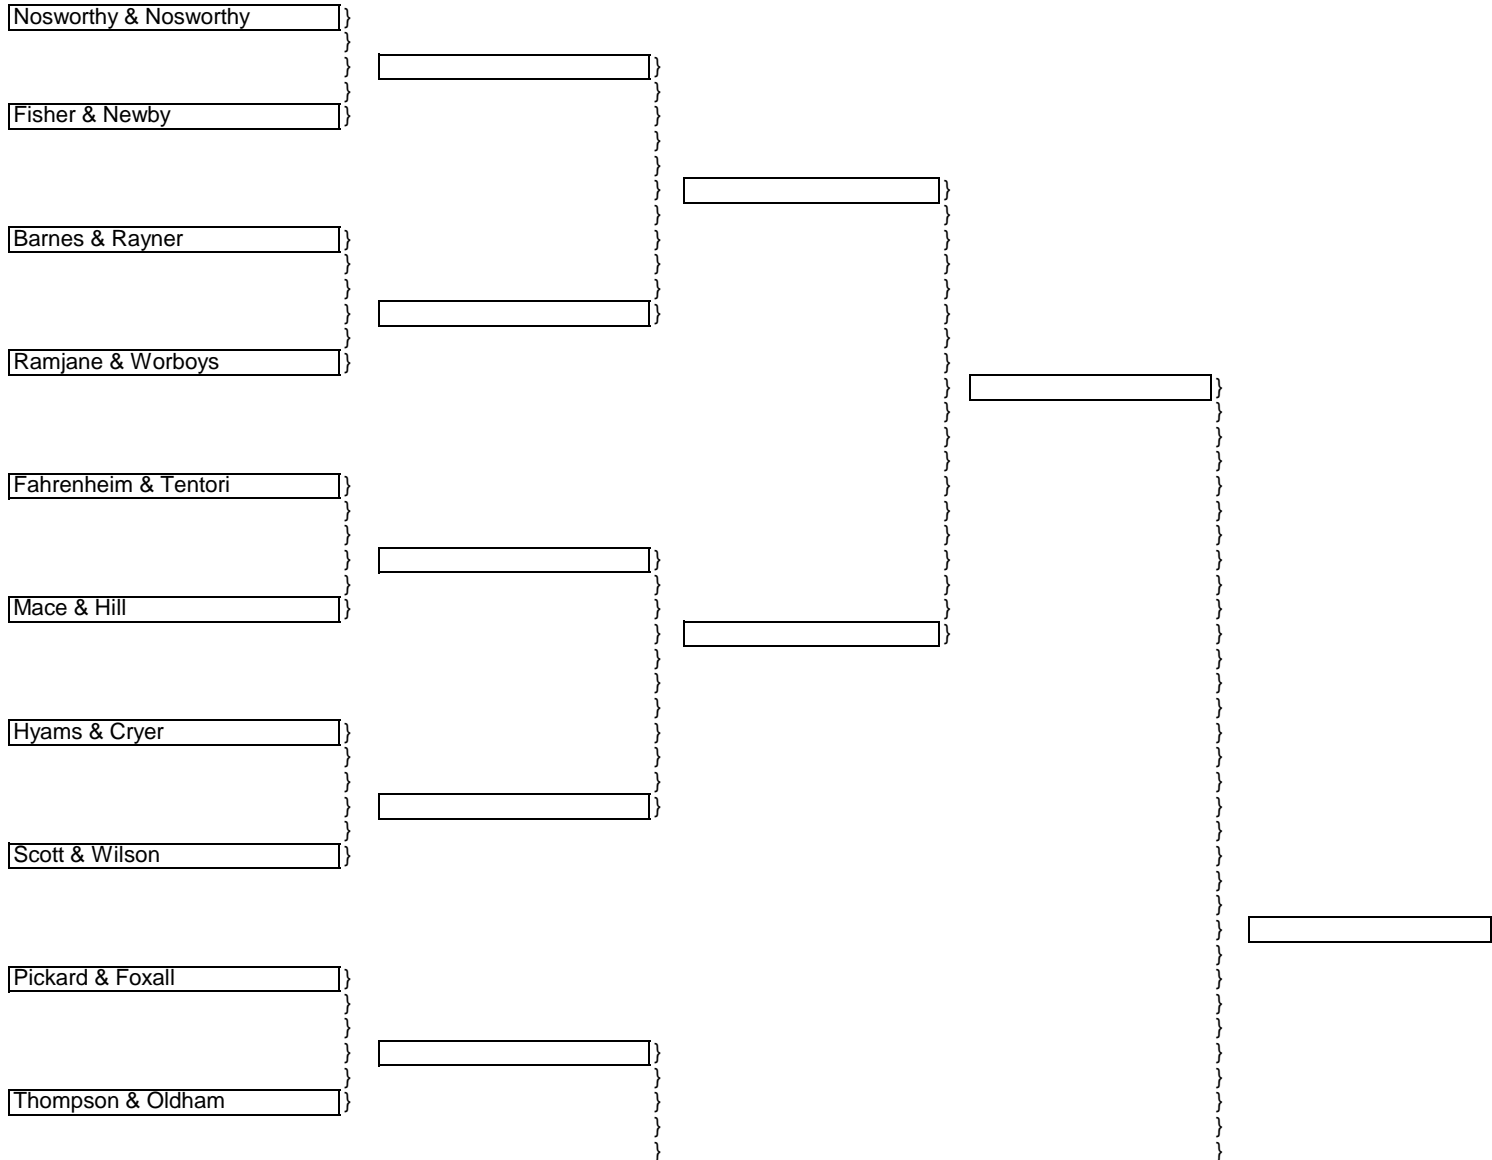 Nosworthy & Nosworthy
Fisher & Newby
Barnes & Rayner
Ramjane & Worboys
Fahrenheim & Tentori
Mace & Hill
Hyams & Cryer
Scott & Wilson
Pickard & Foxall
Thompson & Oldham